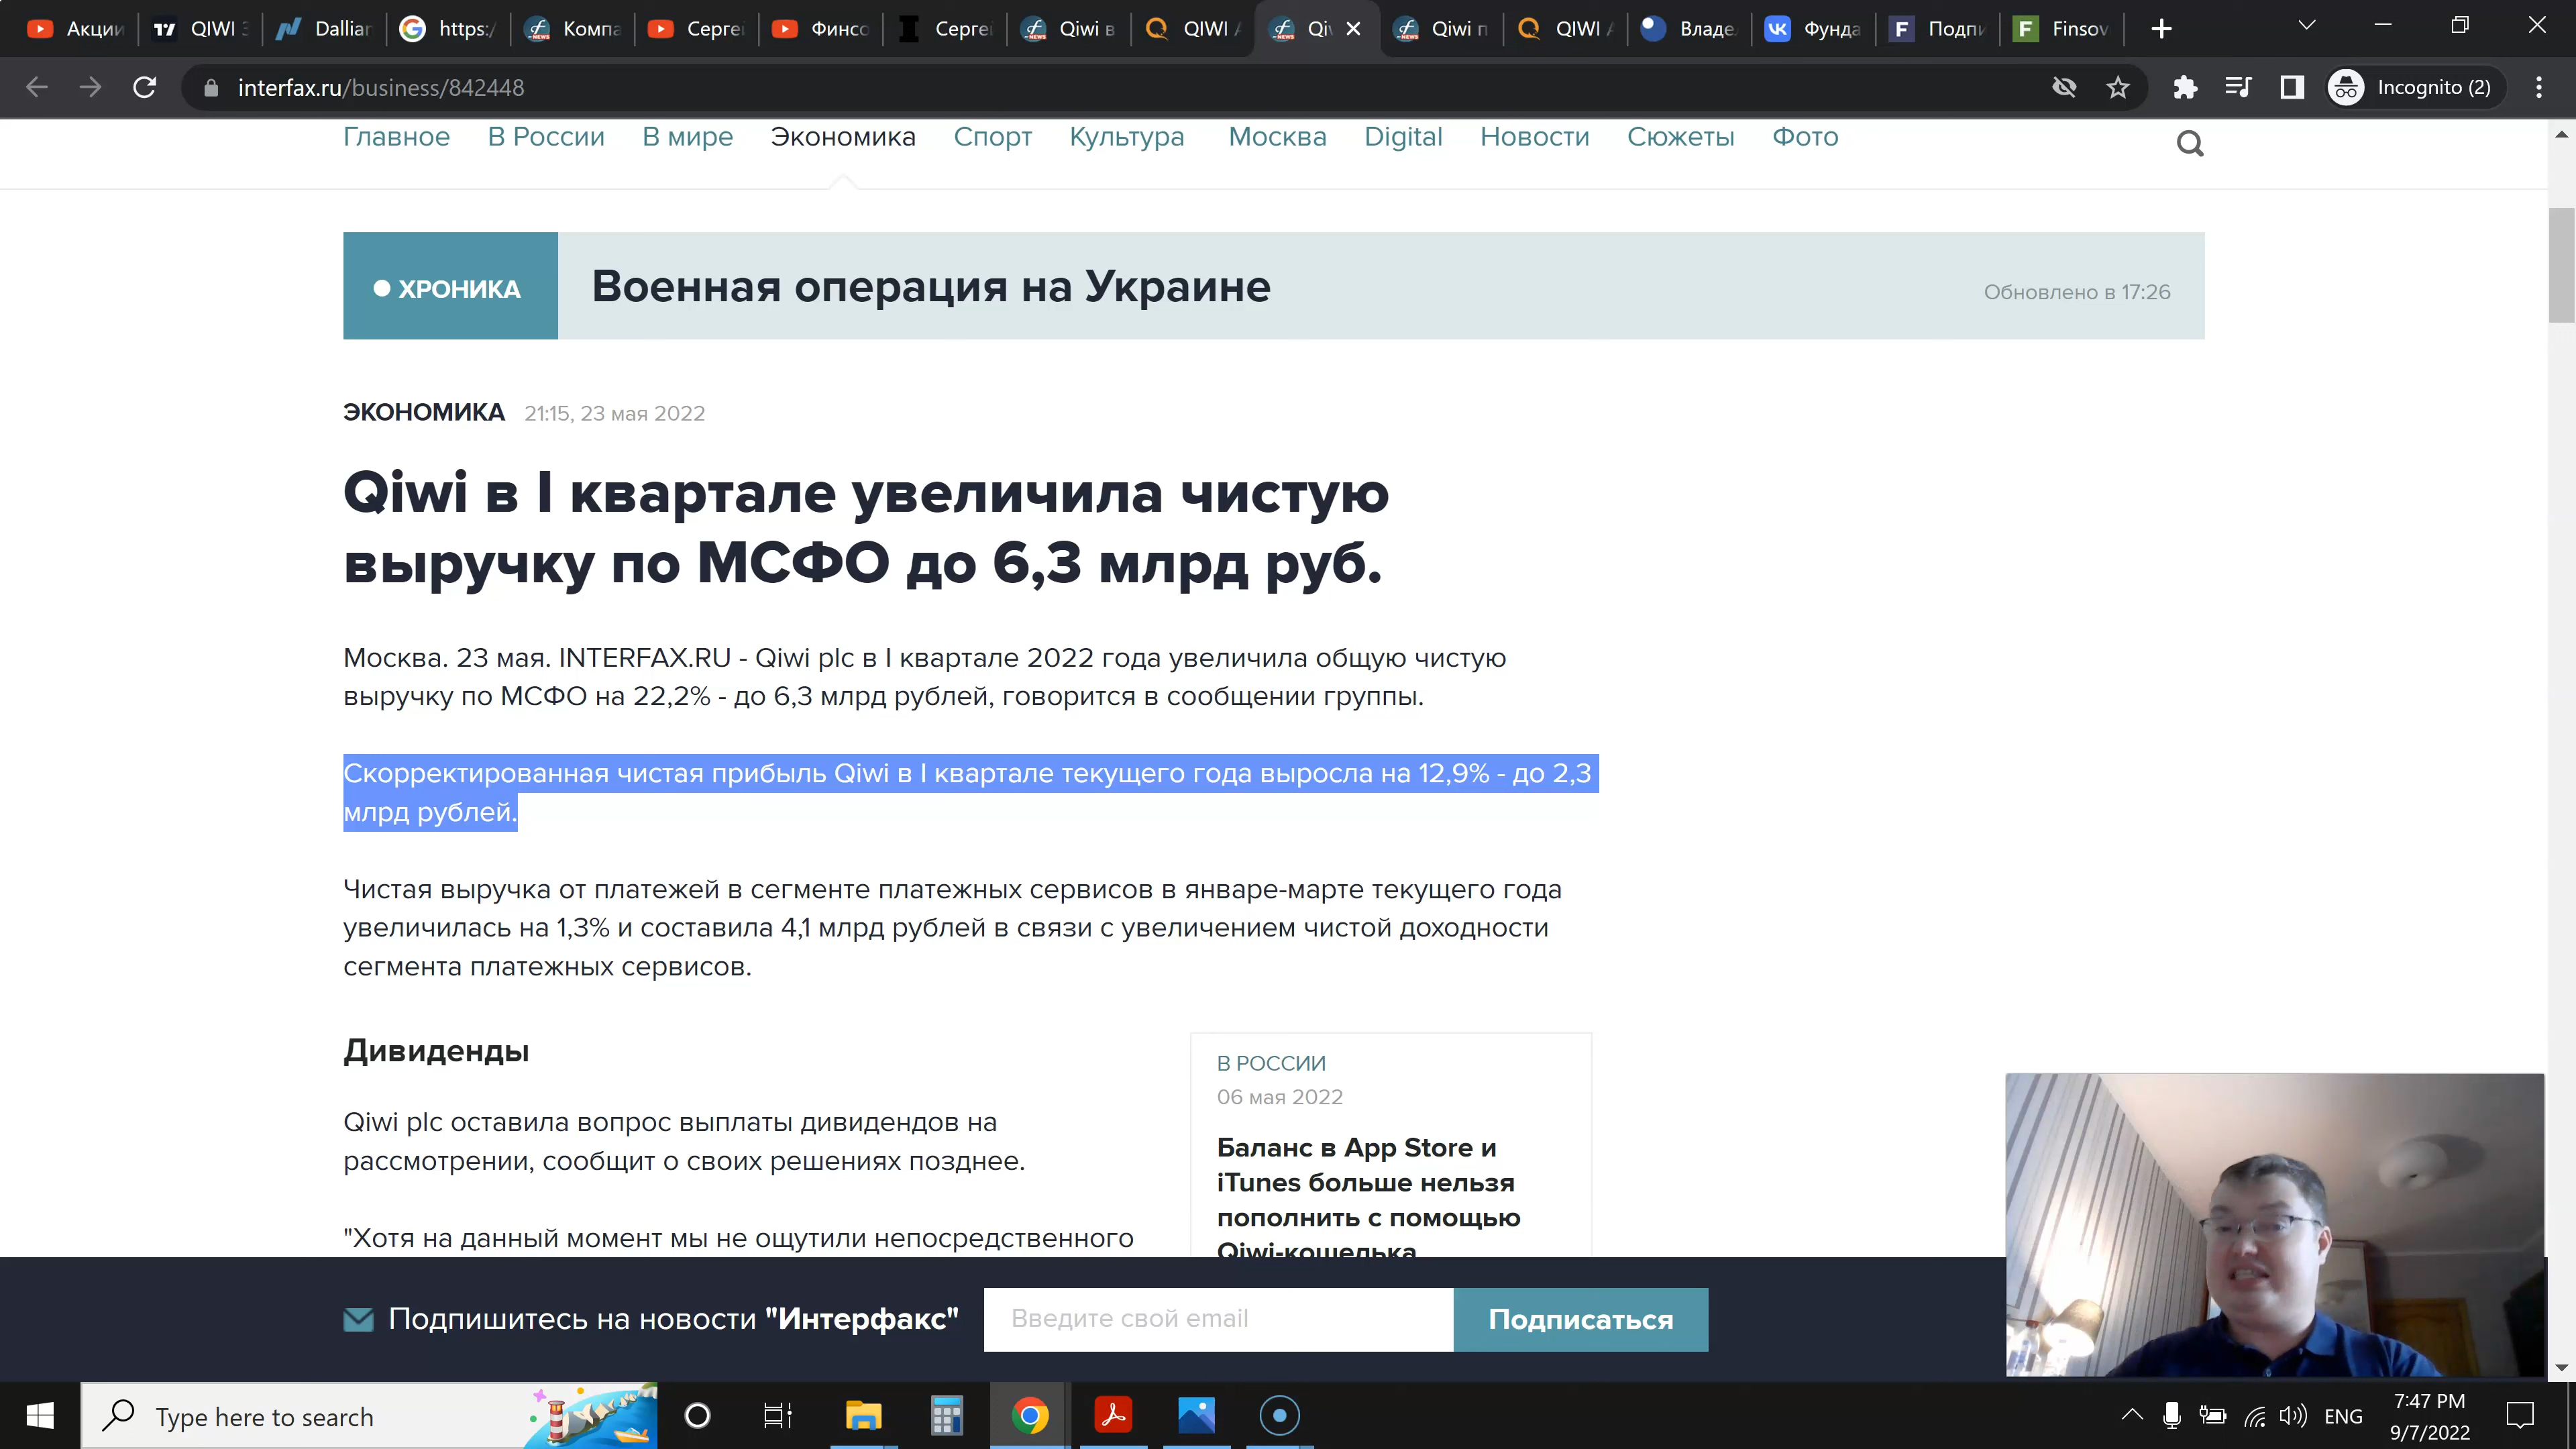 Акции
QIWI
Dallian
https:/
Компа
Сергей
Финсо
Сергей
Qiwi в
QIWI
Qiv
Qiwi п
QIWI
Владел
Фунда
Подпи
Finsov
interfax.ru/business/842448
Incognito (2)
Главное В России В мире Экономика Спорт Культура Москва Digital Новости Сюжеты Фото
ХРОНИКА
Военная операция на Украине
Обновлено в 17:26
ЭКОНОМИКА 21:15, 23 мая 2022
Qiwi в I квартале увеличила чистую
выручку по МСФО до 6,3 млрд руб.
Москва. 23 мая. INTERFAX.RU - Qiwi plc в I квартале 2022 года увеличила общую чистую
выручку по МСФО на 22,2% - до 6,3 млрд рублей, говорится в сообщении группы.
Скорректированная чистая прибыль Qiwi в I квартале текущего года выросла на 12,9% - до 2,3
млрд рублей.
Чистая выручка от платежей в сегменте платежных сервисов в январе-марте текущего года
увеличилась на 1,3% и составила 4,1 млрд рублей в связи с увеличением чистой доходности
сегмента платежных сервисов.
Дивиденды
Qiwi plc оставила вопрос выплаты дивидендов на
рассмотрении, сообщит о своих решениях позднее.
"Хотя на данный момент мы не ощутили непосредственного
В РОССИИ
06 мая 2022
Баланс в App Store и
iTunes больше нельзя
пополнить с помощью
Qiwi-кошелька
Подпишитесь на новости "Интерфакс"
Введите свой email
Подписаться
Type here to search
ENG
7:47 PM
9/7/2022